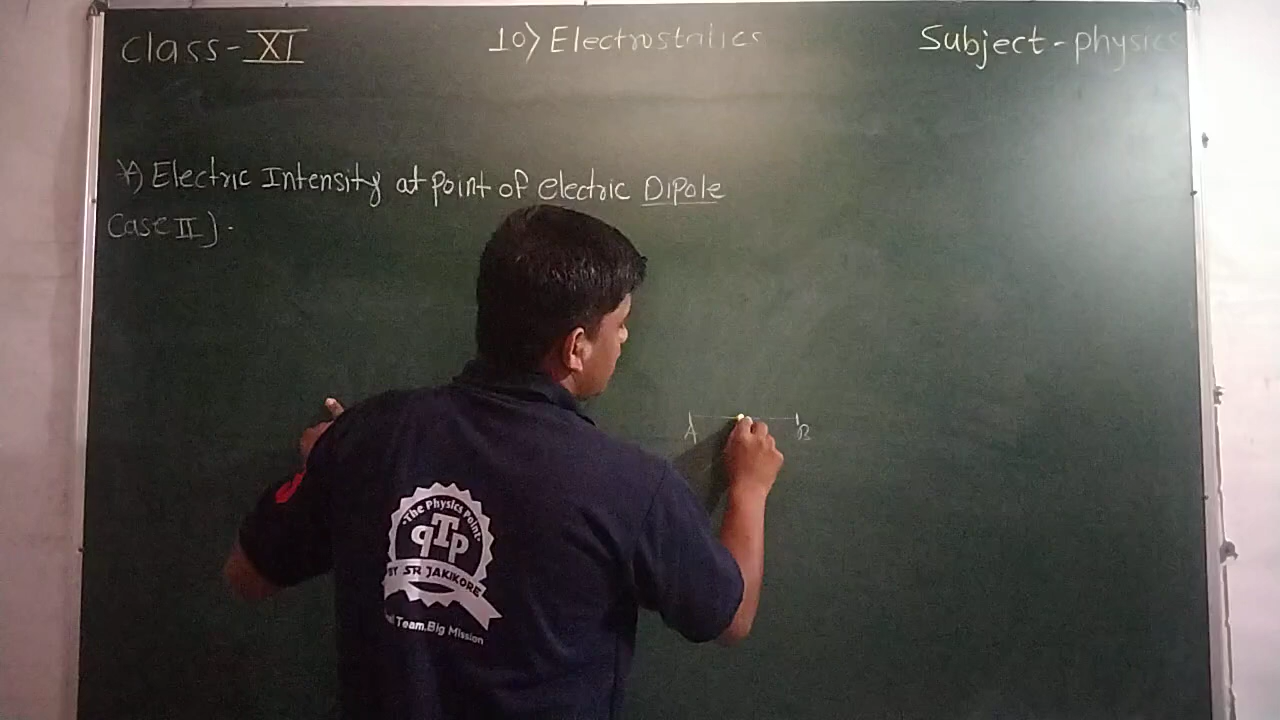 Class - XI
10) Electrostatics
Subject - physics
*) Electric Intensity at point of electric Dipole
Case II) .
A
B
The Physics Point
qTp
BY SR JAKIKORE
Team.Big Mission